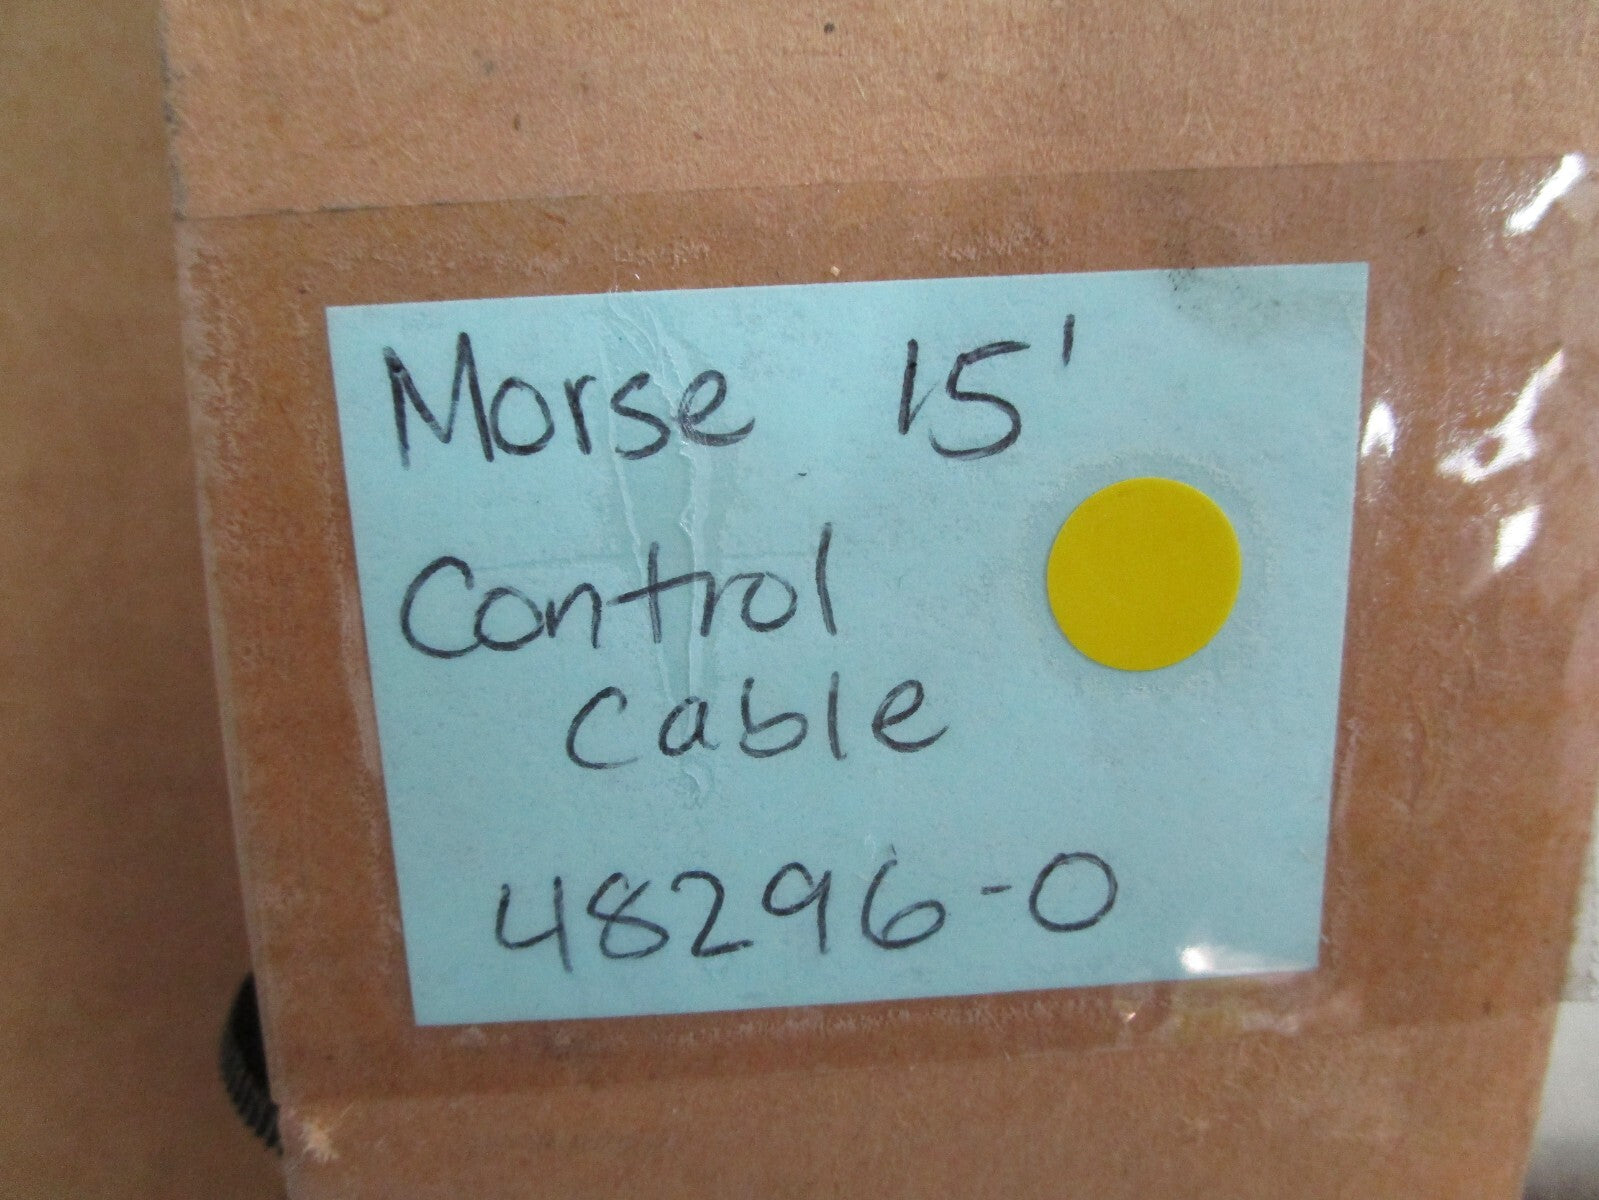 Morse 15'
Control
Cable
48296-0